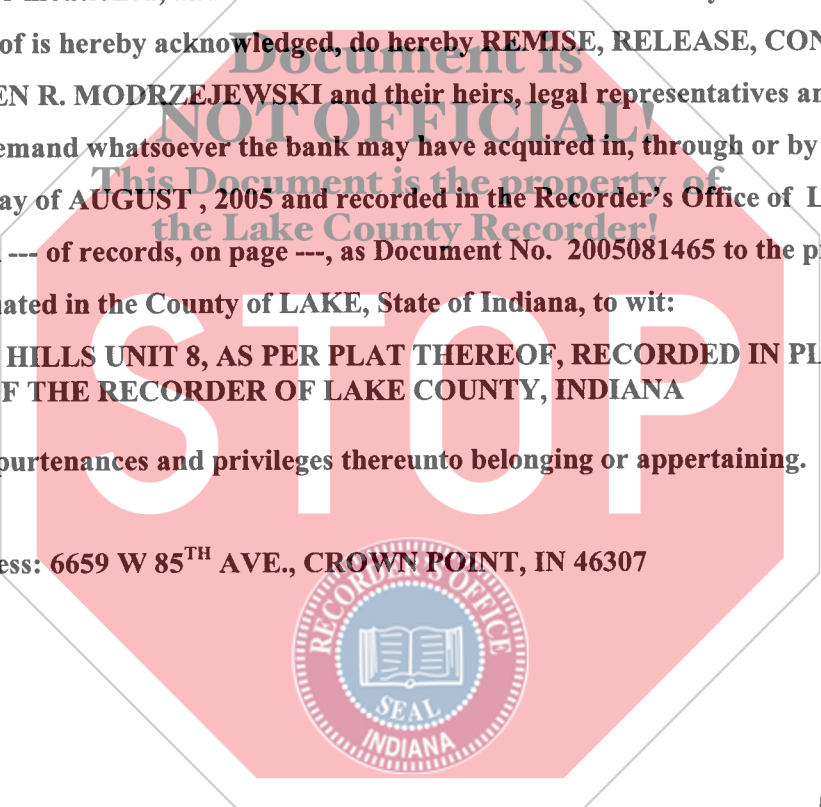 of is hereby acknowledged, do hereby REMISE, RELEASE, CON
Document is
EN R. MODRZEJEWSKI and their heirs, legal representatives an
NOT OFFICIAL!
emand whatsoever the bank may have acquired in, through or by
This Document is the property of
ay of AUGUST , 2005 and recorded in the Recorder's Office of L
the Lake County Recorder!
--- of records, on page ---, as Document No. 2005081465 to the p
uated in the County of LAKE, State of Indiana, to wit:
STOP
HILLS UNIT 8, AS PER PLAT THEREOF, RECORDED IN PL
F THE RECORDER OF LAKE COUNTY, INDIANA
purtenances and privileges thereunto belonging or appertaining.
ess: 6659 W 85TH AVE., CROWN POINT, IN 46307
RECORDER'S OFFICE
SEAL
INDIANA